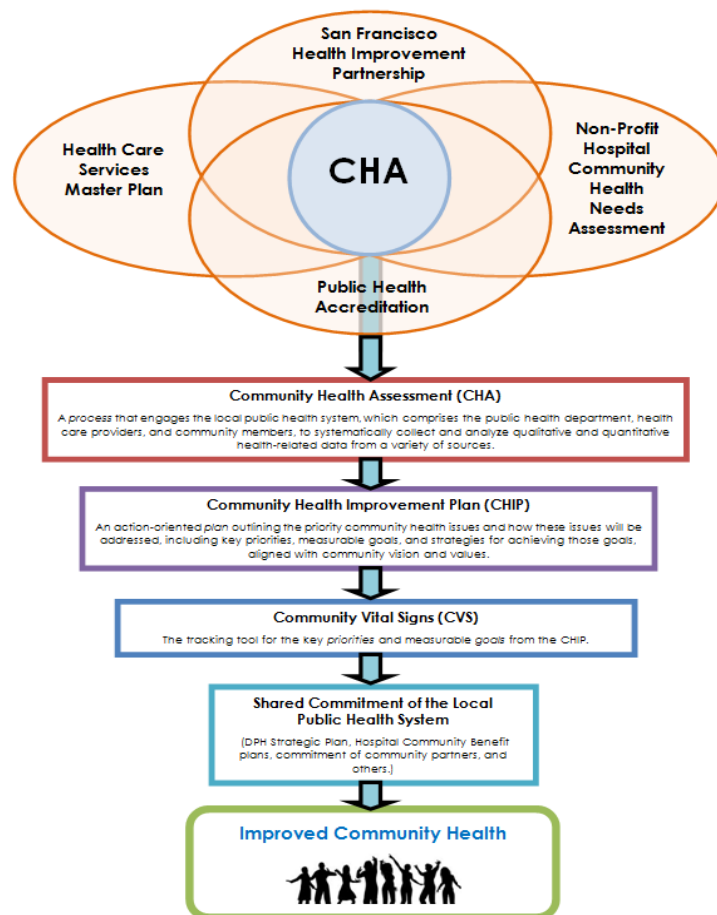 San Francisco
Health Improvement
Partnership
Health Care
Services
Master Plan
CHA
Non-Profit
Hospital
Community
Health
Needs
Assessment
Public Health
Accreditation
Community Health Assessment (CHA)
A process that engages the local public health system, which comprises the public health department, health
care providers, and community members, to systematically collect and analyze qualitative and quantitative
health-related data from a variety of sources.
Community Health Improvement Plan (CHIP)
An action-oriented plan outlining the priority community health issues and how these issues will be
addressed, including key priorities, measurable goals, and strategies for achieving those goals,
aligned with community vision and values.
Community Vital Signs (CVS)
The tracking tool for the key priorities and measurable goals from the CHIP.
Shared Commitment of the Local
Public Health System
(DPH Strategic Plan, Hospital Community Benefit
plans, commitment of community partners, and
others.)
Improved Community Health